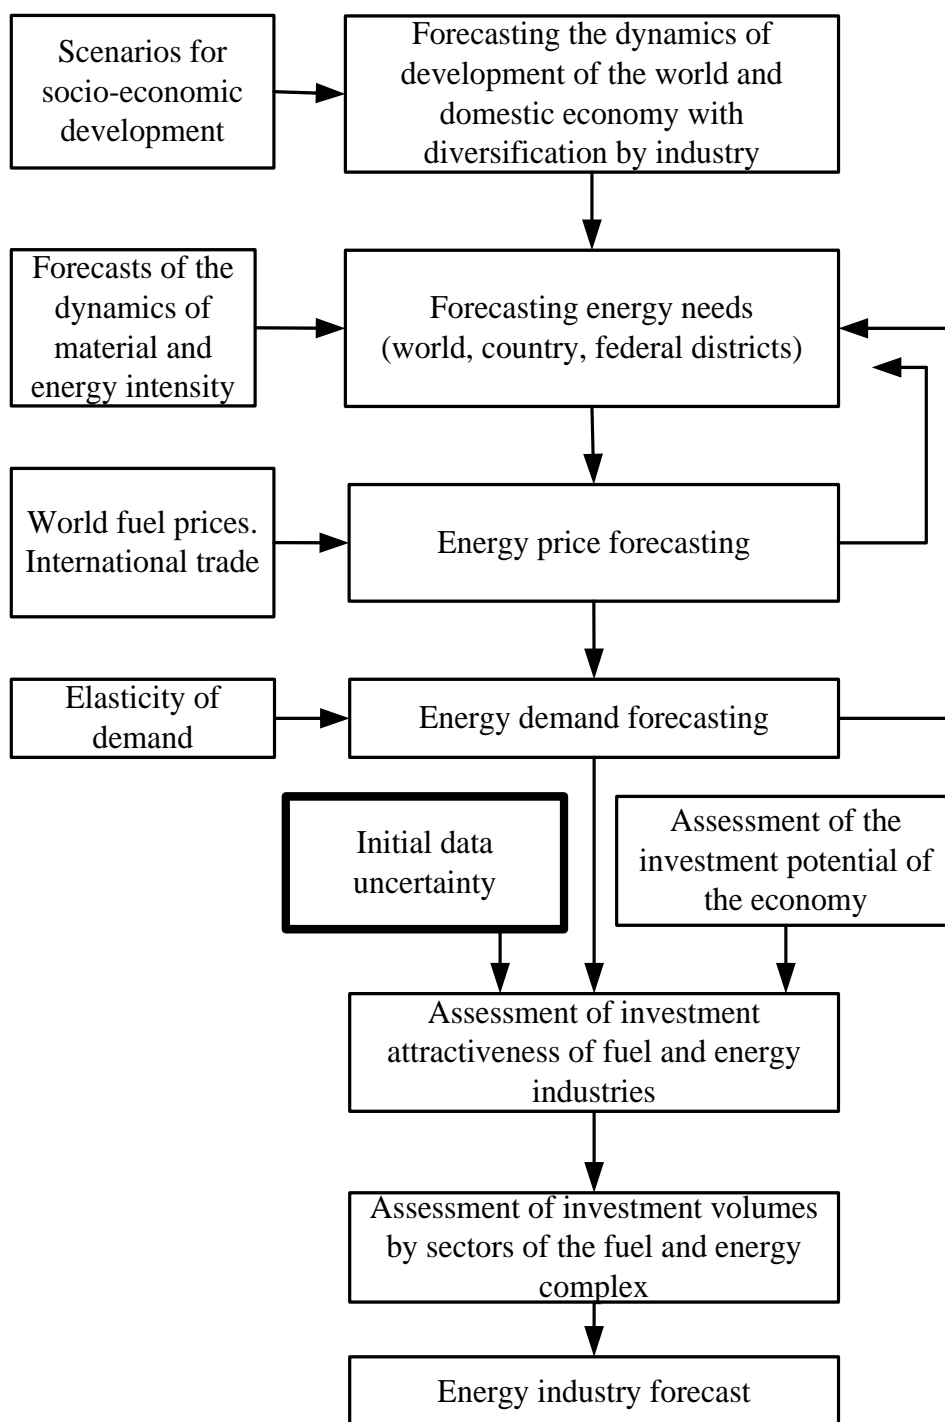 Scenarios for
socio-economic
development
Forecasting the dynamics of
development of the world and
domestic economy with
diversification by industry
Forecasts of the
dynamics of
material and
energy intensity
Forecasting energy needs
(world, country, federal districts)
World fuel prices.
International trade
Energy price forecasting
Elasticity of
demand
Energy demand forecasting
Initial data
uncertainty
Assessment of the
investment potential of
the economy
Assessment of investment
attractiveness of fuel and energy
industries
Assessment of investment volumes
by sectors of the fuel and energy
complex
Energy industry forecast